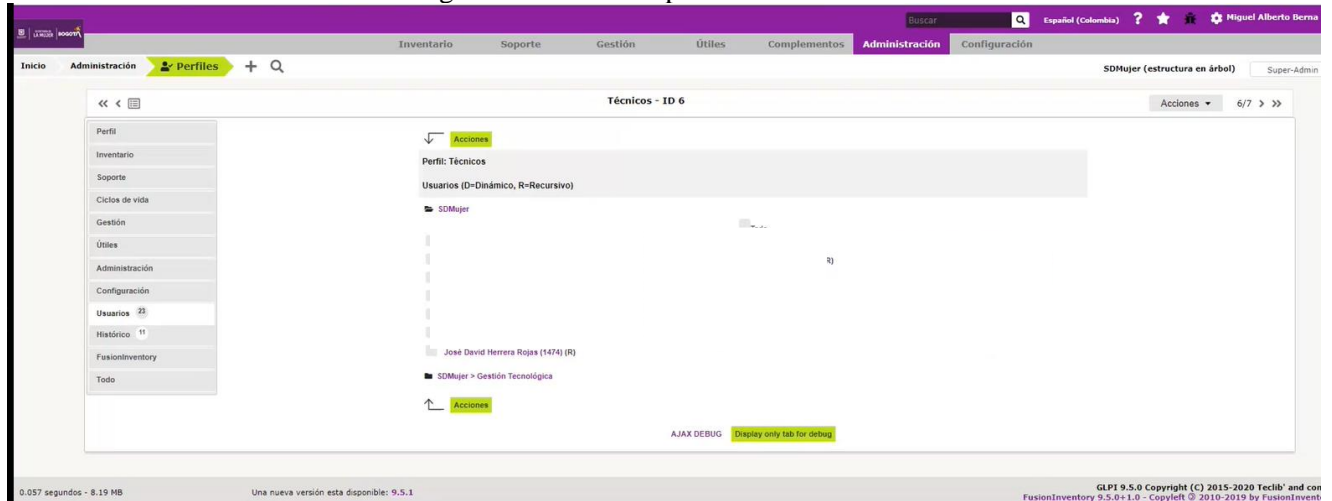 Buscar Español (Colombia) ? Miguel Alberto Berna
LA MUJER BOGOTÁ
Inventario Soporte Gestión Útiles Complementos Administración Configuración
Inicio Administración Perfiles + SDMujer (estructura en árbol) Super-Admin
Técnicos - ID 6 Acciones 6/7
Perfil
Inventario
Soporte
Ciclos de vida
Gestión
Útiles
Administración
Configuración
Usuarios 23
Histórico 11
FusionInventory
Todo
Acciones
Perfil: Técnicos
Usuarios (D=Dinámico, R=Recursivo)
SDMujer
R)
José David Herrera Rojas (1474) (R)
SDMujer > Gestión Tecnológica
Acciones
AJAX DEBUG Display only tab for debug
0.057 segundos - 8.19 MB Una nueva versión esta disponible: 9.5.1 GLPI 9.5.0 Copyright (C) 2015-2020 Teclib' and con
FusionInventory 9.5.0+1.0 - Copyleft 2010-2019 by FusionInvent